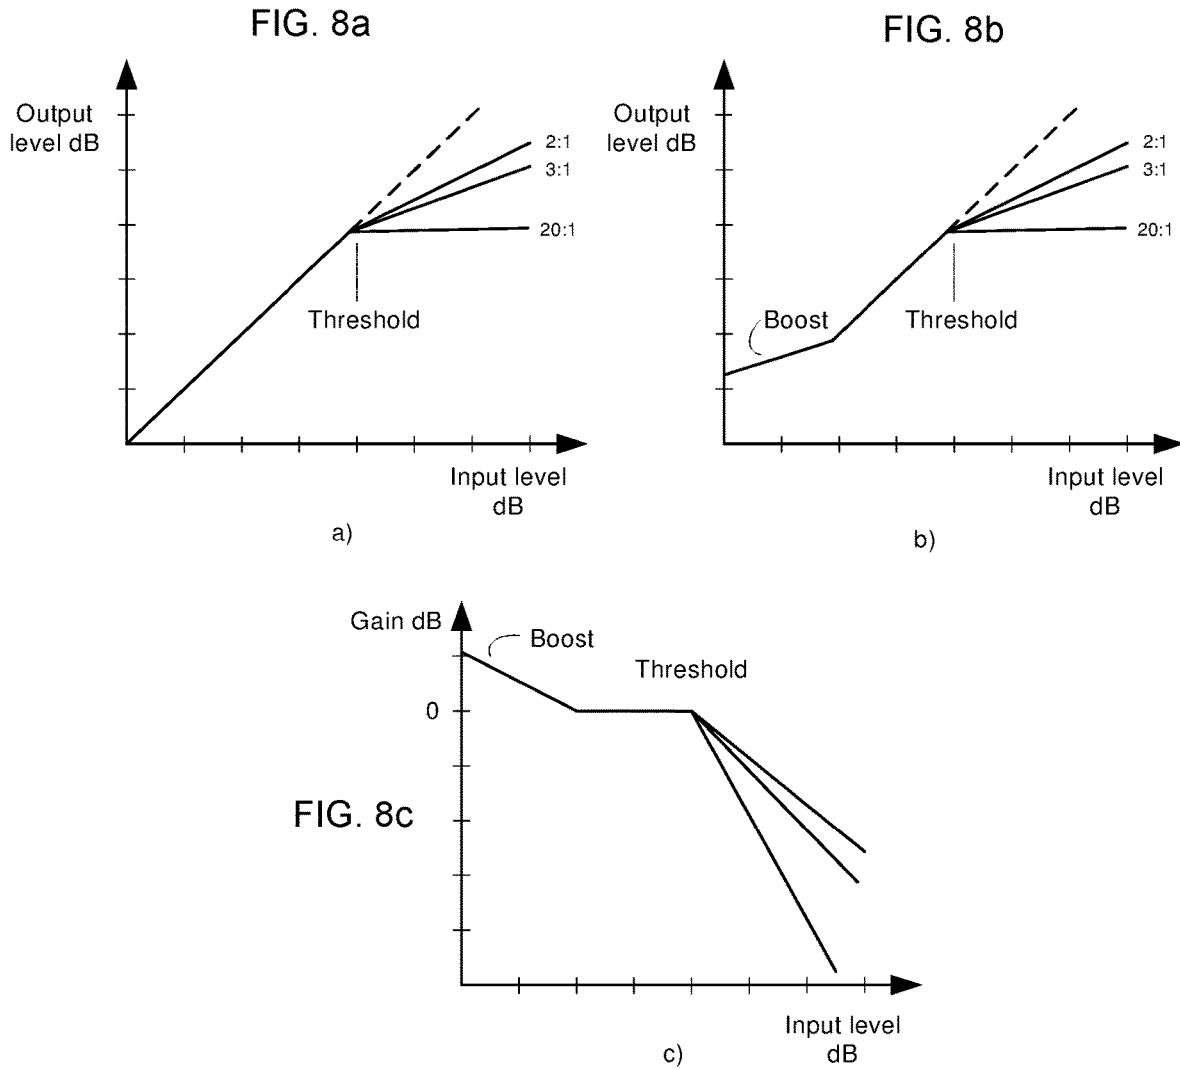 FIG. 8a
Output
level dB
2:1
3:1
20:1
Threshold
Input level
dB
a)
FIG. 8b
Output
level dB
2:1
3:1
20:1
Boost
Threshold
Input level
dB
b)
Gain dB
Boost
Threshold
0
FIG. 8c
Input level
dB
c)